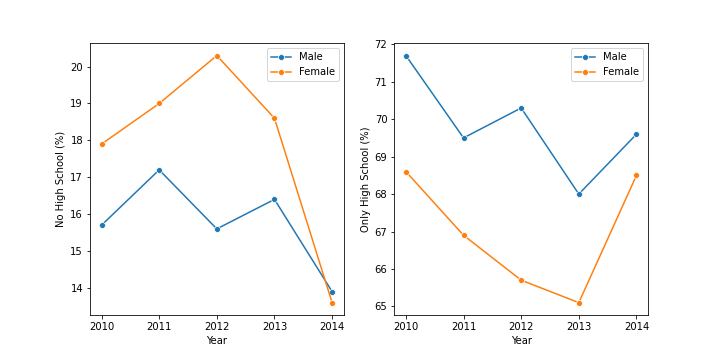 No High School (%)
20
19
18
17
16
15
14
2010 2011 2012 2013 2014
Year
Male
Female
Only High School (%)
72
71
70
69
68
67
66
65
2010 2011 2012 2013 2014
Year
Male
Female